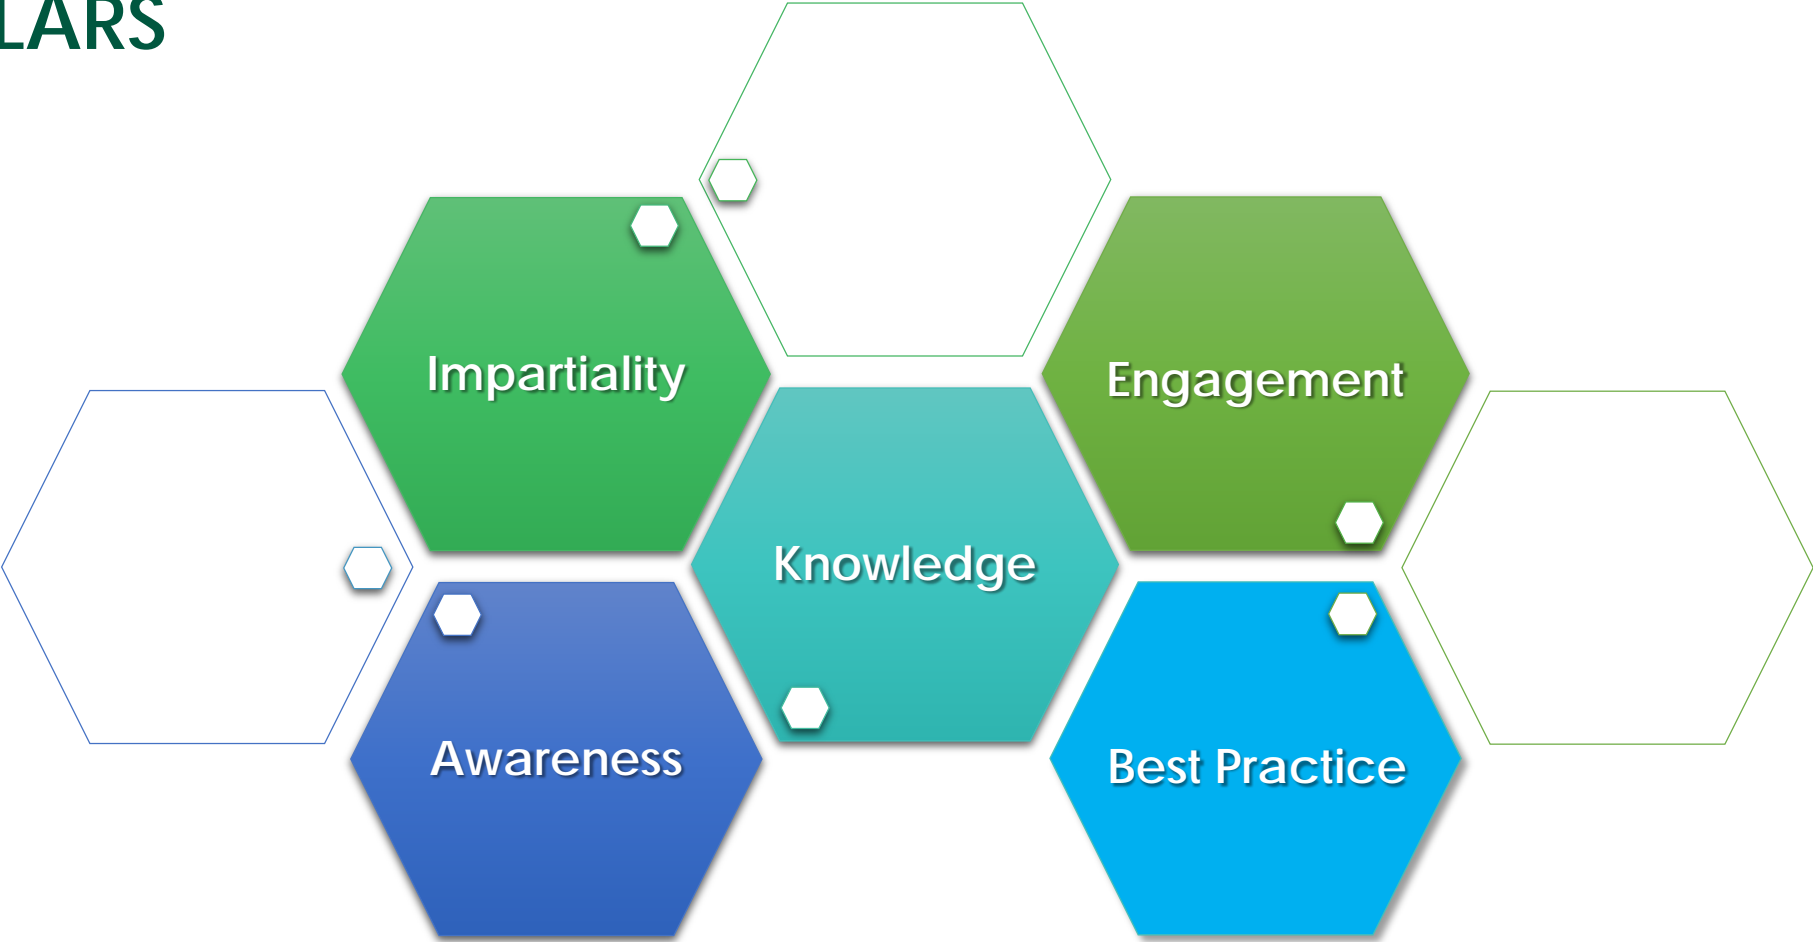 LARS
Impartiality
Engagement
Knowledge
Awareness
Best Practice